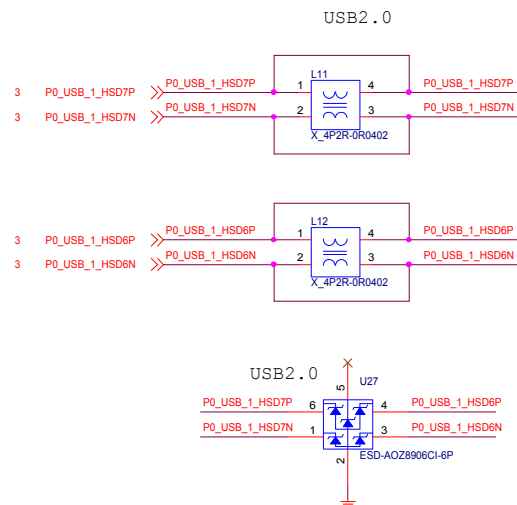 USB2.0
L11
3 P0_USB_1_HSD7P P0_USB_1_HSD7P 1 4 P0_USB_1_HSD7P
3 P0_USB_1_HSD7N P0_USB_1_HSD7N 2 3 P0_USB_1_HSD7N
X_4P2R-0R0402
L12
3 P0_USB_1_HSD6P P0_USB_1_HSD6P 1 4 P0_USB_1_HSD6P
3 P0_USB_1_HSD6N P0_USB_1_HSD6N 2 3 P0_USB_1_HSD6N
X_4P2R-0R0402
USB2.0
U27
5
P0_USB_1_HSD7P 6 4 P0_USB_1_HSD6P
P0_USB_1_HSD7N 1 3 P0_USB_1_HSD6N
ESD-AOZ8906CI-6P
2